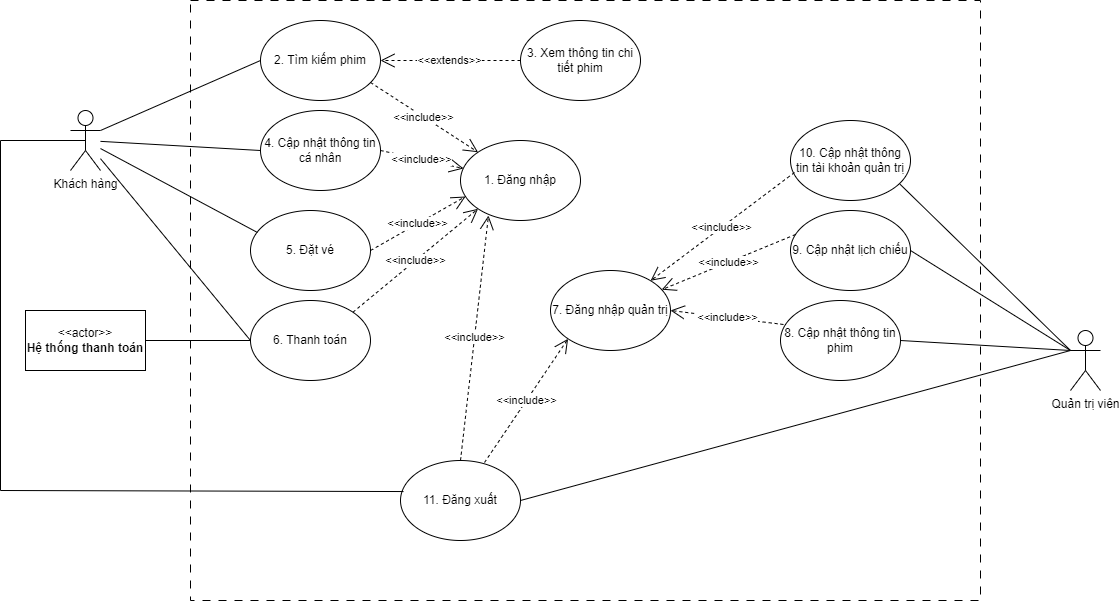 2. Tìm kiếm phim
<<extends>>
3. Xem thông tin chi
tiết phim
<<include>>
4. Cập nhật thông tin
cá nhân
<<include>>
Khách hàng
1. Đăng nhập
10. Cập nhật thông
tin tài khoản quản trị
5. Đặt vé
<<include>>
<<include>>
<<include>>
9. Cập nhật lịch chiếu
<<include>>
7. Đăng nhập quản trị
<<include>>
<<actor>>
Hệ thống thanh toán
6. Thanh toán
<<include>>
8. Cập nhật thông tin
phim
Quản trị viên
<<include>>
11. Đăng xuất